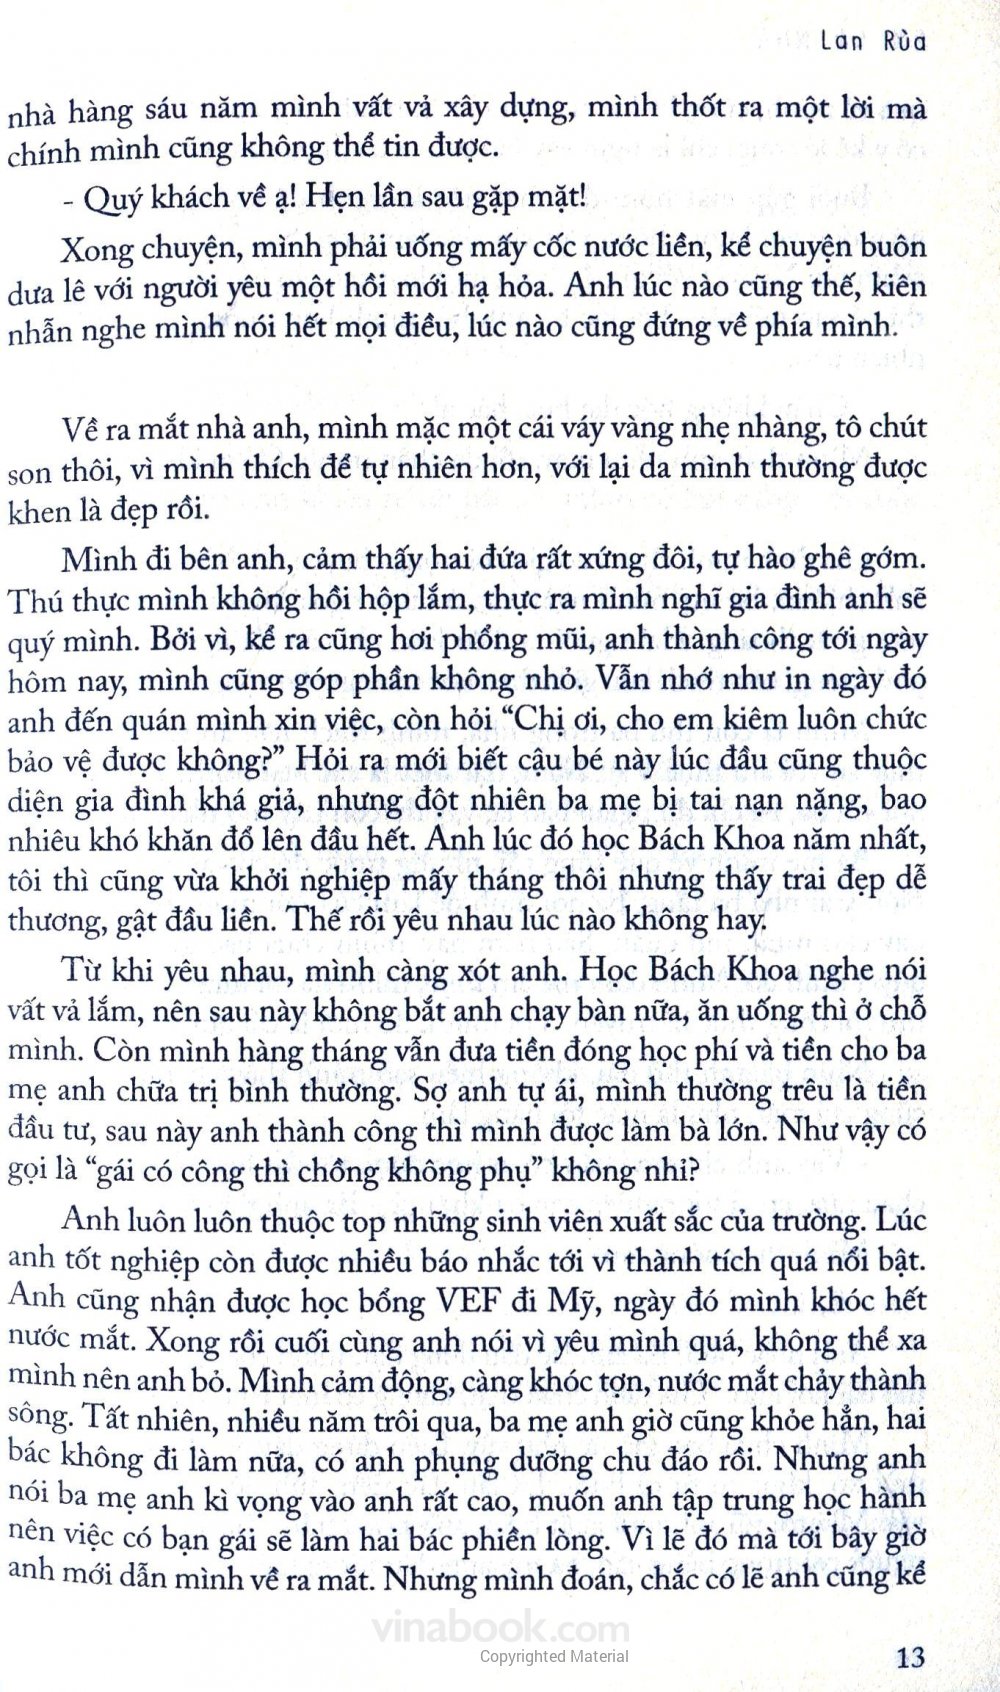 Lan Rùa
nhà hàng sáu năm mình vất vả xây dựng, mình thốt ra một lời mà
chính mình cũng không thể tin được.
- Quý khách về ạ! Hẹn lần sau gặp mặt!
Xong chuyện, mình phải uống mấy cốc nước liền, kể chuyện buôn
dưa lê với người yêu một hồi mới hạ hỏa. Anh lúc nào cũng thế, kiên
nhẫn nghe mình nói hết mọi điều, lúc nào cũng đứng về phía mình.
Về ra mắt nhà anh, mình mặc một cái váy vàng nhẹ nhàng, tô chút
son thôi, vì mình thích để tự nhiên hơn, với lại da mình thường được
khen là đẹp rồi.
Mình đi bên anh, cảm thấy hai đứa rất xứng đôi, tự hào ghê gớm.
Thú thực mình không hồi hộp lắm, thực ra mình nghĩ gia đình anh sẽ
quý mình. Bởi vì, kể ra cũng hơi phổng mũi, anh thành công tới ngày
hôm nay, mình cũng góp phần không nhỏ. Vẫn nhớ như in ngày đó
anh đến quán mình xin việc, còn hỏi “Chị ơi, cho em kiêm luôn chức
bảo vệ được không?” Hỏi ra mới biết cậu bé này lúc đầu cũng thuộc
diện gia đình khá giả, nhưng đột nhiên ba mẹ bị tai nạn nặng, bao
nhiêu khó khăn đổ lên đầu hết. Anh lúc đó học Bách Khoa năm nhất,
tôi thì cũng vừa khởi nghiệp mấy tháng thôi nhưng thấy trai đẹp dễ
thương, gật đầu liền. Thế rồi yêu nhau lúc nào không hay.
Từ khi yêu nhau, mình càng xót anh. Học Bách Khoa nghe nói
vất vả lắm, nên sau này không bắt anh chạy bàn nữa, ăn uống thì ở chỗ
mình. Còn mình hàng tháng vẫn đưa tiền đóng học phí và tiền cho ba
mẹ anh chữa trị bình thường. Sợ anh tự ái, mình thường trêu là tiền
đầu tư, sau này anh thành công thì mình được làm bà lớn. Như vậy có
gọi là “gái có công thì chồng không phụ” không nhỉ?
Anh luôn luôn thuộc top những sinh viên xuất sắc của trường. Lúc
anh tốt nghiệp còn được nhiều báo nhắc tới vì thành tích quá nổi bật.
Anh cũng nhận được học bổng VEF đi Mỹ, ngày đó mình khóc hết
nước mắt. Xong rồi cuối cùng anh nói vì yêu mình quá, không thể xa
mình nên anh bỏ. Mình cảm động, càng khóc tợn, nước mắt chảy thành
sông. Tất nhiên, nhiều năm trôi qua, ba mẹ anh giờ cũng khỏe hẳn, hai
bác không đi làm nữa, có anh phụng dưỡng chu đáo rồi. Nhưng anh
nói ba mẹ anh kì vọng vào anh rất cao, muốn anh tập trung học hành
nên việc có bạn gái sẽ làm hai bác phiền lòng. Vì lẽ đó mà tới bây giờ
anh mới dẫn mình về ra mắt. Nhưng mình đoán, chắc có lẽ anh cũng kể
vinabook.com
Copyrighted Material
13